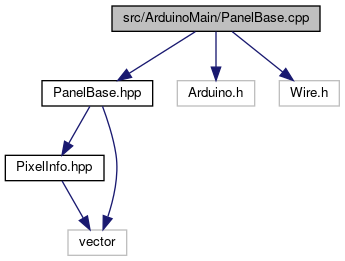 src/ArduinoMain/PanelBase.cpp
PanelBase.hpp
Arduino.h
Wire.h
PixelInfo.hpp
vector